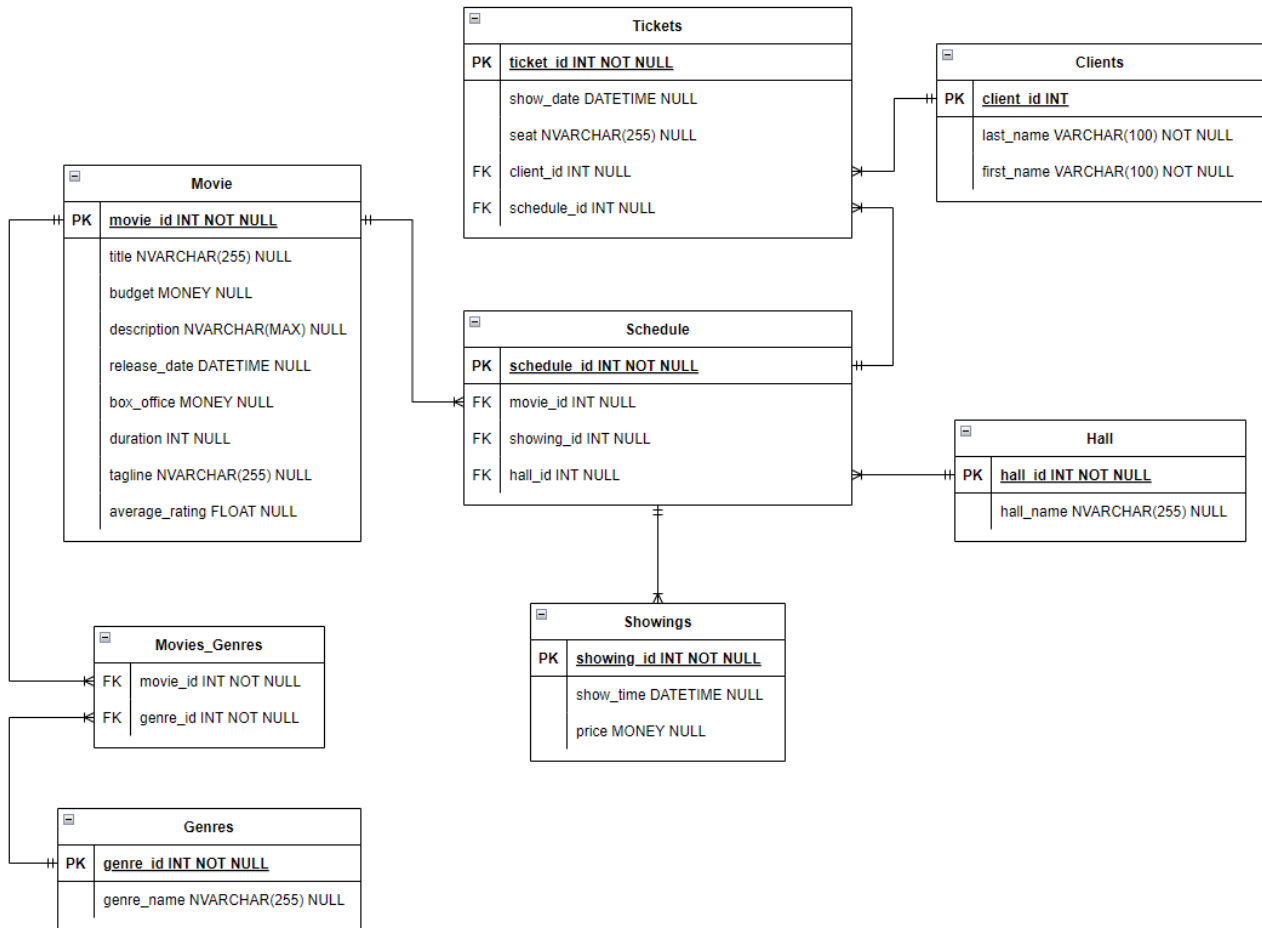 Tickets
PK ticket_id INT NOT NULL
show_date DATETIME NULL
seat NVARCHAR(255) NULL
FK client_id INT NULL
FK schedule_id INT NULL
Clients
PK client_id INT
last_name VARCHAR(100) NOT NULL
first_name VARCHAR(100) NOT NULL
Movie
PK movie_id INT NOT NULL
title NVARCHAR(255) NULL
budget MONEY NULL
description NVARCHAR(MAX) NULL
release_date DATETIME NULL
box_office MONEY NULL
duration INT NULL
tagline NVARCHAR(255) NULL
average_rating FLOAT NULL
Schedule
PK schedule_id INT NOT NULL
FK movie_id INT NULL
FK showing_id INT NULL
FK hall_id INT NULL
Hall
PK hall_id INT NOT NULL
hall_name NVARCHAR(255) NULL
Showings
PK showing_id INT NOT NULL
show_time DATETIME NULL
price MONEY NULL
Movies_Genres
FK movie_id INT NOT NULL
FK genre_id INT NOT NULL
Genres
PK genre_id INT NOT NULL
genre_name NVARCHAR(255) NULL